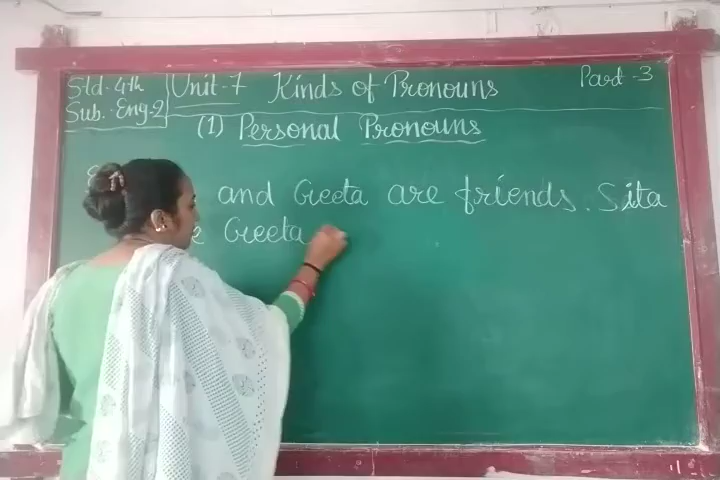 Std-4th Unit-7 Kinds of Pronouns Part-3
Sub.-Eng-2
(1) Personal Pronouns
and Geeta are friends. Sita
Geeta